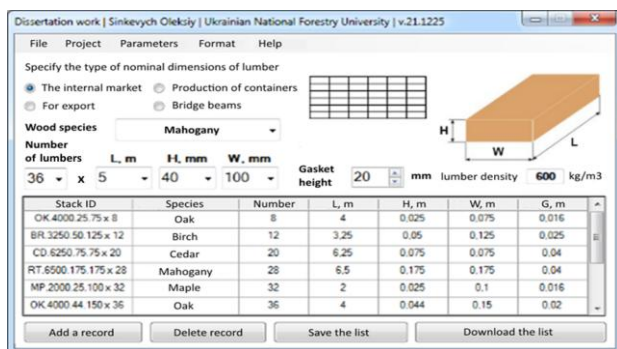 Dissertation work | Sinkevych Oleksiy | Ukrainian National Forestry University | v.21.1225
File Project Parameters Format Help
Specify the type of nominal dimensions of lumber
The internal market Production of containers
For export Bridge beams
Wood species Mahogany
Number
of lumbers L, m H, mm W, mm
36 x 5 40 100
Gasket
height 20 mm lumber density 600 kg/m3
H
W
L
Stack ID Species Number L, m H, m W, m G, m
OK.4000.25.75 x 8 Oak 8 4 0,025 0,075 0,016
BR.3250.50.125 x 12 Birch 12 3,25 0,05 0,125 0,025
CD.6250.75.75 x 20 Cedar 20 6,25 0,075 0,075 0,04
RT.6500.175.175 x 28 Mahogany 28 6,5 0,175 0,175 0,04
MP.2000.25.100 x 32 Maple 32 2 0,025 0,1 0,016
OK.4000.44.150 x 36 Oak 36 4 0,044 0,15 0,02
Add a record Delete record Save the list Download the list